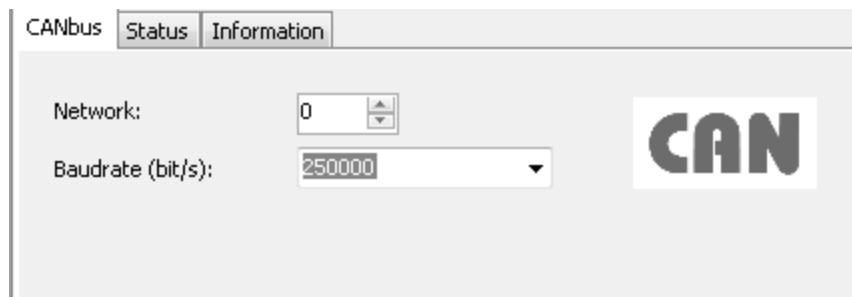 CANbus Status Information
Network: 0
Baudrate (bit/s): 250000
CAN